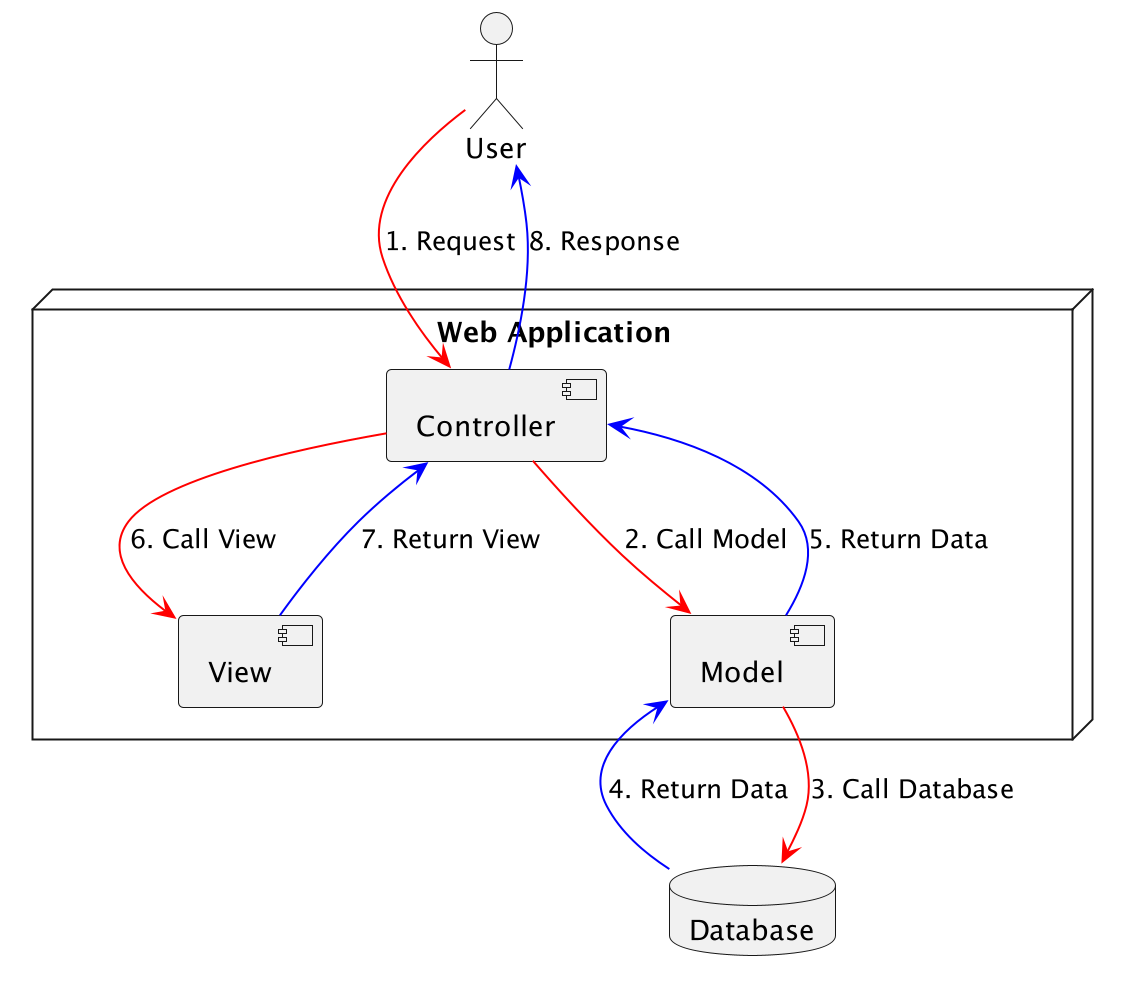 User
1. Request
8. Response
Web Application
Controller
6. Call View
7. Return View
2. Call Model
5. Return Data
View
Model
4. Return Data
3. Call Database
Database